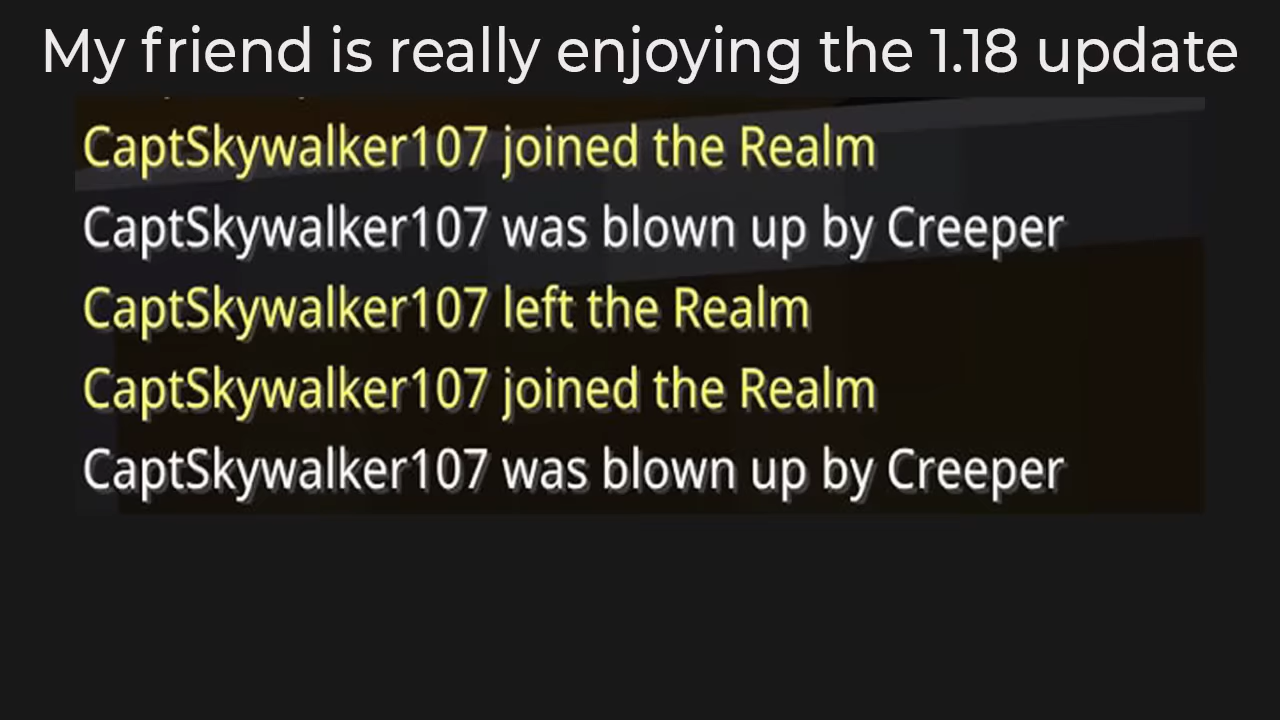 My friend is really enjoying the 1.18 update
CaptSkywalker107 joined the Realm
CaptSkywalker107 was blown up by Creeper
CaptSkywalker107 left the Realm
CaptSkywalker107 joined the Realm
CaptSkywalker107 was blown up by Creeper